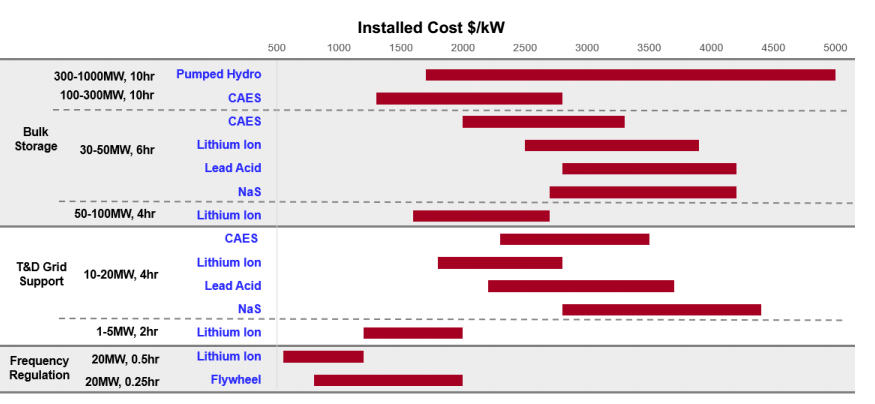 Installed Cost $/kW
500 1000 1500 2000 2500 3000 3500 4000 4500 5000
300-1000MW, 10hr Pumped Hydro
100-300MW, 10hr CAES
CAES
Bulk
Storage
30-50MW, 6hr
Lithium Ion
Lead Acid
NaS
50-100MW, 4hr Lithium Ion
CAES
T&D Grid
Support
10-20MW, 4hr
Lithium Ion
Lead Acid
NaS
1-5MW, 2hr Lithium Ion
Frequency
Regulation
20MW, 0.5hr Lithium Ion
20MW, 0.25hr Flywheel